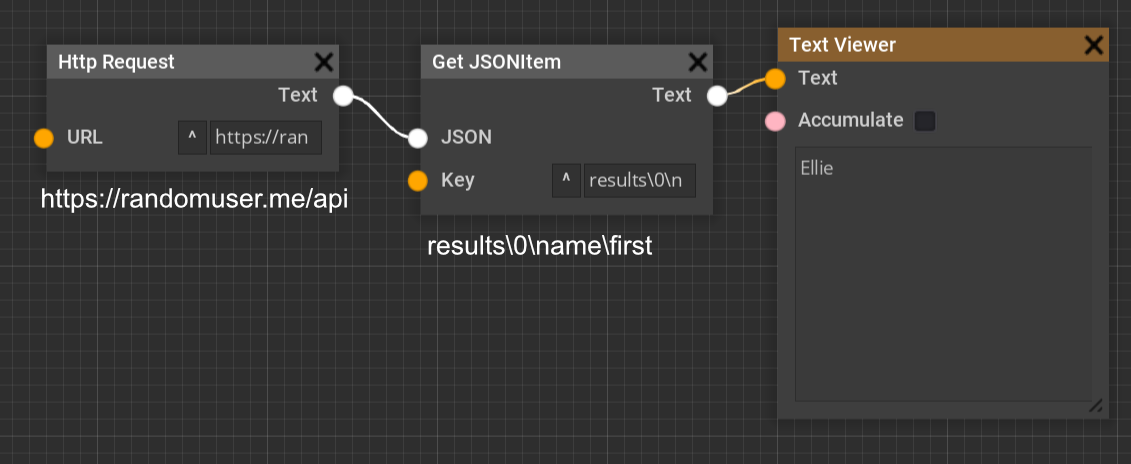 Http Request
Text
URL ^ https://ran
https://randomuser.me/api
Get JSONItem
Text
JSON
Key ^ results\0\n
results\0\name\first
Text Viewer
Text
Accumulate
Ellie